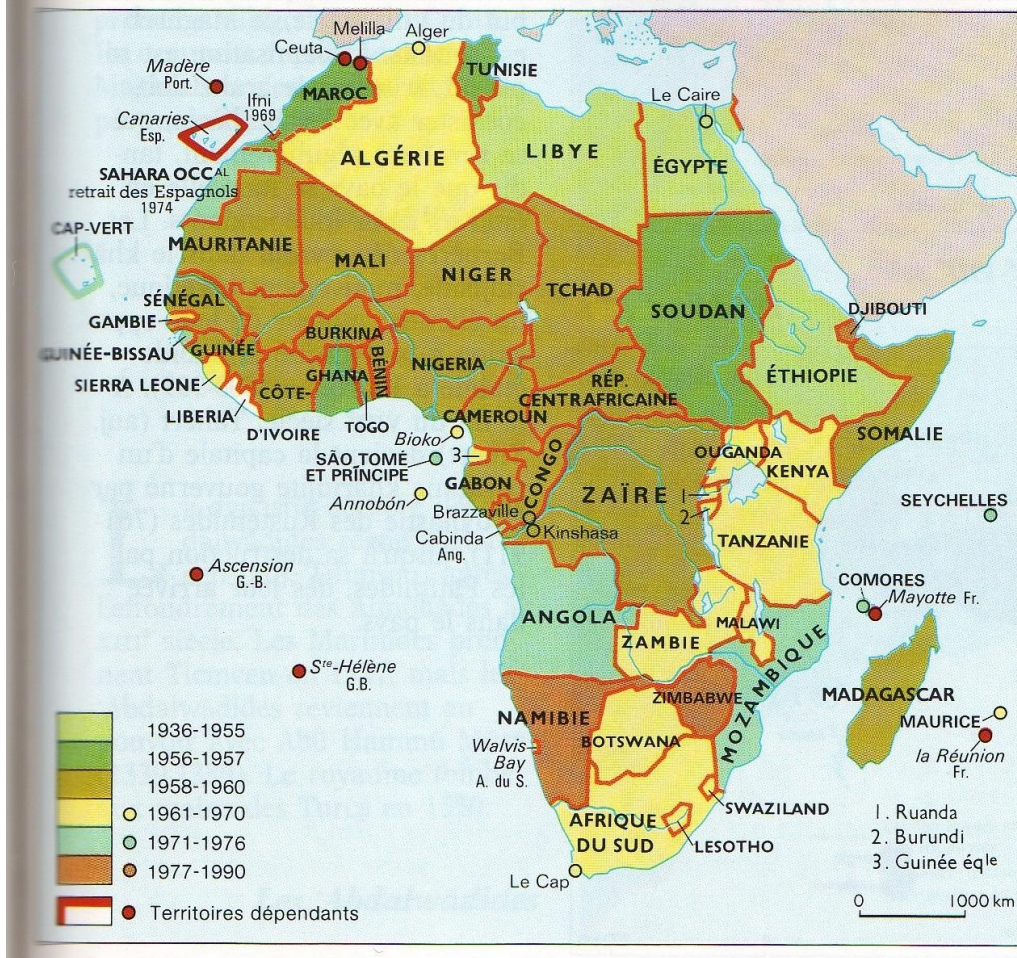 Melilla
Ceuta
Alger
Madère
Port.
TUNISIE
MAROC
Ifni
1969
Le Caire
Canaries
Esp.
ALGÉRIE
LIBYE
ÉGYPTE
SAHARA OCCAL
retrait des Espagnols
1974
CAP-VERT
MAURITANIE
MALI
NIGER
TCHAD
SOUDAN
SÉNÉGAL
GAMBIE
DJIBOUTI
GUINÉE-BISSAU
GUINÉE
BURKINA
BÉNIN
NIGERIA
GHANA
SIERRA LEONE
CÔTE-
D'IVOIRE
LIBERIA
TOGO
RÉP.
CENTRAFRICAINE
ÉTHIOPIE
CAMEROUN
SOMALIE
Bioko
3
SÃO TOMÉ
ET PRÍNCIPE
OUGANDA
KENYA
GABON
CONGO
ZAÏRE
1
2
Annobón
Brazzaville
Kinshasa
Cabinda
Ang.
SEYCHELLES
TANZANIE
Ascension
G.-B.
COMORES
Mayotte Fr.
ANGOLA
ZAMBIE
MALAWI
MOZAMBIQUE
Ste-Hélène
G.B.
ZIMBABWE
MADAGASCAR
NAMIBIE
MAURICE
BOTSWANA
Walvis
Bay
A. du S.
la Réunion
Fr.
SWAZILAND
AFRIQUE
DU SUD
LESOTHO
Le Cap
1936-1955
1956-1957
1958-1960
1961-1970
1971-1976
1977-1990
Territoires dépendants
1. Ruanda
2. Burundi
3. Guinée éqle
0 1000 km